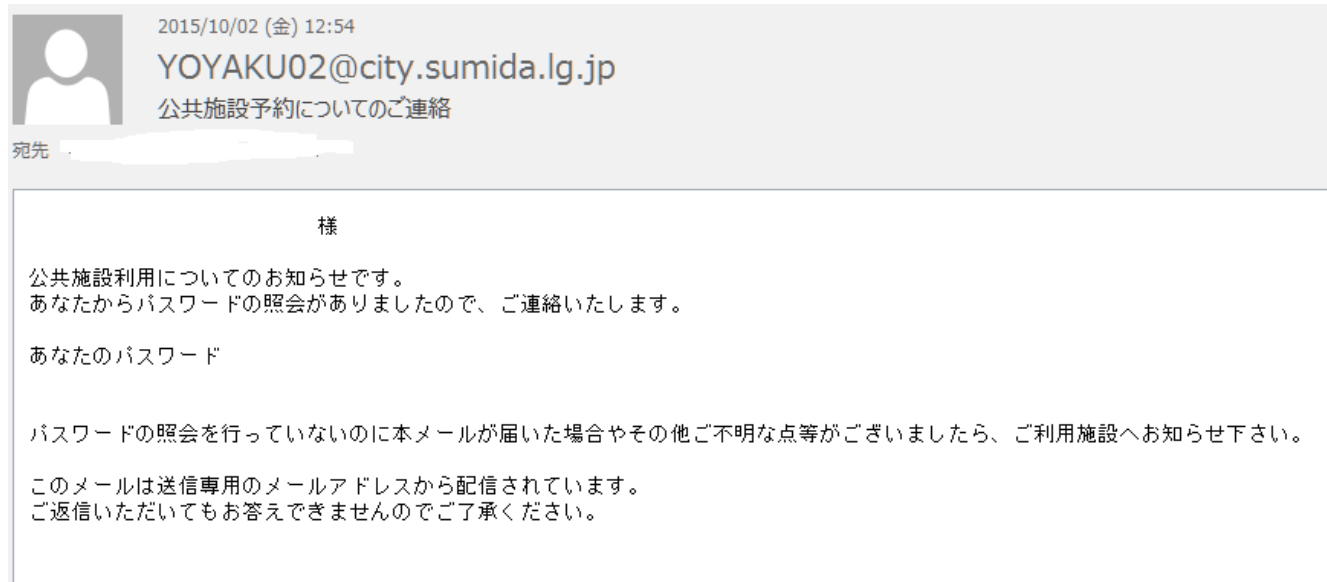 2015/10/02 (金) 12:54
YOYAKU02@city.sumida.lg.jp
公共施設予約についてのご連絡
宛先
様
公共施設利用についてのお知らせです。
あなたからパスワードの照会がありましたので、ご連絡いたします。
あなたのパスワード
パスワードの照会を行っていないのに本メールが届いた場合やその他ご不明な点等がございましたら、ご利用施設へお知らせ下さい。
このメールは送信専用のメールアドレスから配信されています。
ご返信いただいてもお答えできませんのでご了承ください。